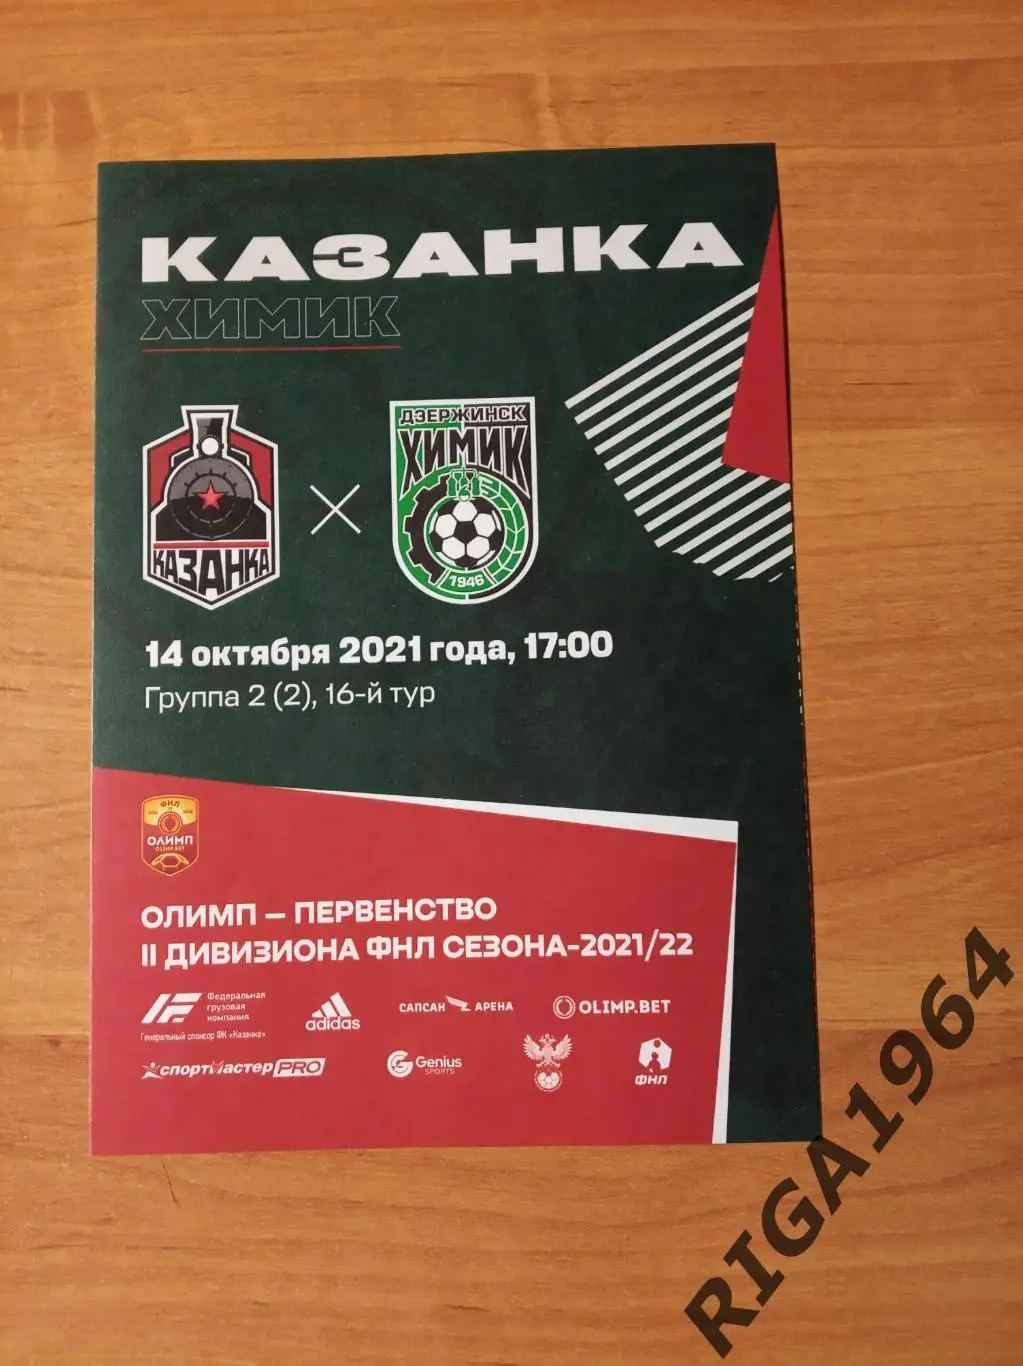 КАЗАНКА
ХИМИК
КАЗАНКА
ДЗЕРЖИНСК
ХИМИК
1946
14 октября 2021 года, 17:00
Группа 2 (2), 16-й тур
ФНЛ
ОЛИМП
OLIMP.BET
ОЛИМП – ПЕРВЕНСТВО
II ДИВИЗИОНА ФНЛ СЕЗОНА-2021/22
Федеральная
грузовая
компания
Генеральный спонсор ФК «Казанка»
adidas
САПСАН АРЕНА
OLIMP.BET
СПОРТМАСТЕР PRO
Genius
SPORTS
ФНЛ
RIGA1964